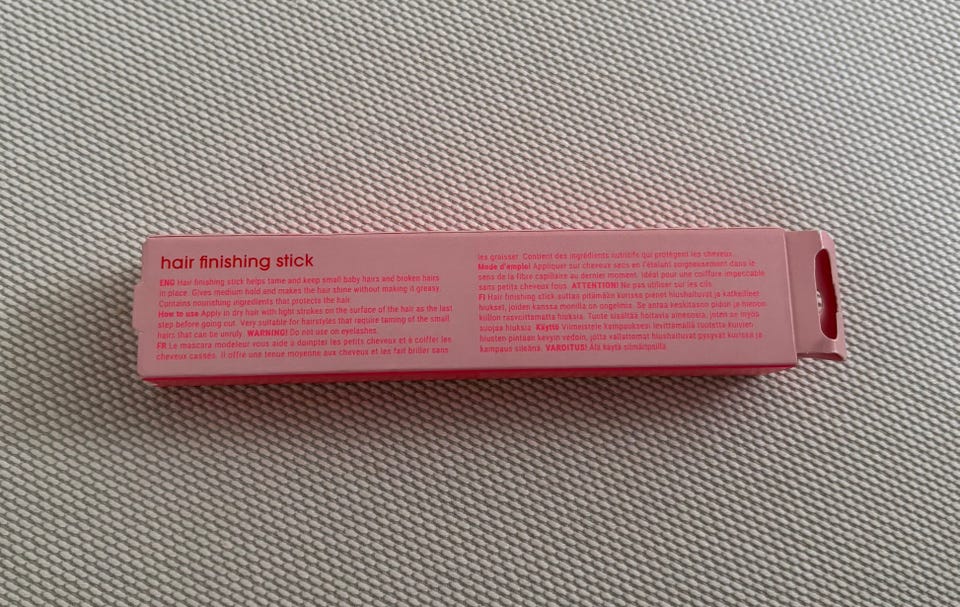 hair finishing stick
ENG Hair finishing stick helps tame and keep small baby hairs and broken hairs
in place. Gives medium hold and makes the hair shine without making it greasy.
Contains nourishing ingredients that protects the hair.
How to use Apply in dry hair with light strokes on the surface of the hair as the last
step before going out. Very suitable for hairstyles that require taming of the small
hairs that can be unruly. WARNING! Do not use on eyelashes.
FR Le mascara modeleur vous aide à dompter les petits cheveux et à coiffer les
cheveux cassés. Il offre une tenue moyenne aux cheveux et les fait briller sans
les graisser. Contient des ingrédients nutritifs qui protègent les cheveux.
Mode d'emploi Appliquer sur cheveux secs en l'étalant soigneusement dans le
sens de la fibre capillaire au dernier moment. Idéal pour une coiffure impeccable
sans petits cheveux fous. ATTENTION! Ne pas utiliser sur les cils.
FI Hair finishing stick auttaa pitämään kurissa pienet hiushaituvat ja katkeilleet
hiukset, joiden kanssa monilla on ongelmia. Se antaa keskitason pidon ja hienon
kiillon rasvoittamatta hiuksia. Tuote sisältää hoitavia ainesosia, joten se myös
suojaa hiuksia. Käyttö Viimeistele kampauksesi levittämällä tuotetta kuivien
hiusten pintaan kevyin vedoin, jotta vallattomat hiushaituvat pysyvät kurissa ja
kampaus sileänä. VAROITUS! Älä käytä silmäripsillä.